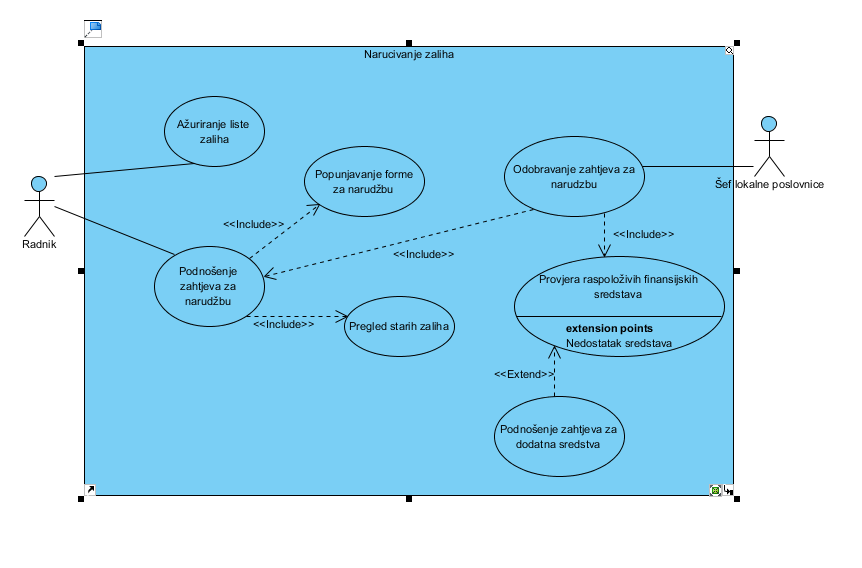 Narucivanje zaliha
Ažuriranje liste
zaliha
Popunjavanje forme
za narudžbu
Odobravanje zahtjeva za
narudzbu
Šef lokalne poslovnice
Radnik
<<Include>>
<<Include>>
<<Include>>
Podnošenje
zahtjeva za
narudžbu
Provjera raspoloživih finansijskih
sredstava
extension points
Nedostatak sredstava
<<Include>>
Pregled starih zaliha
<<Extend>>
Podnošenje zahtjeva za
dodatna sredstva